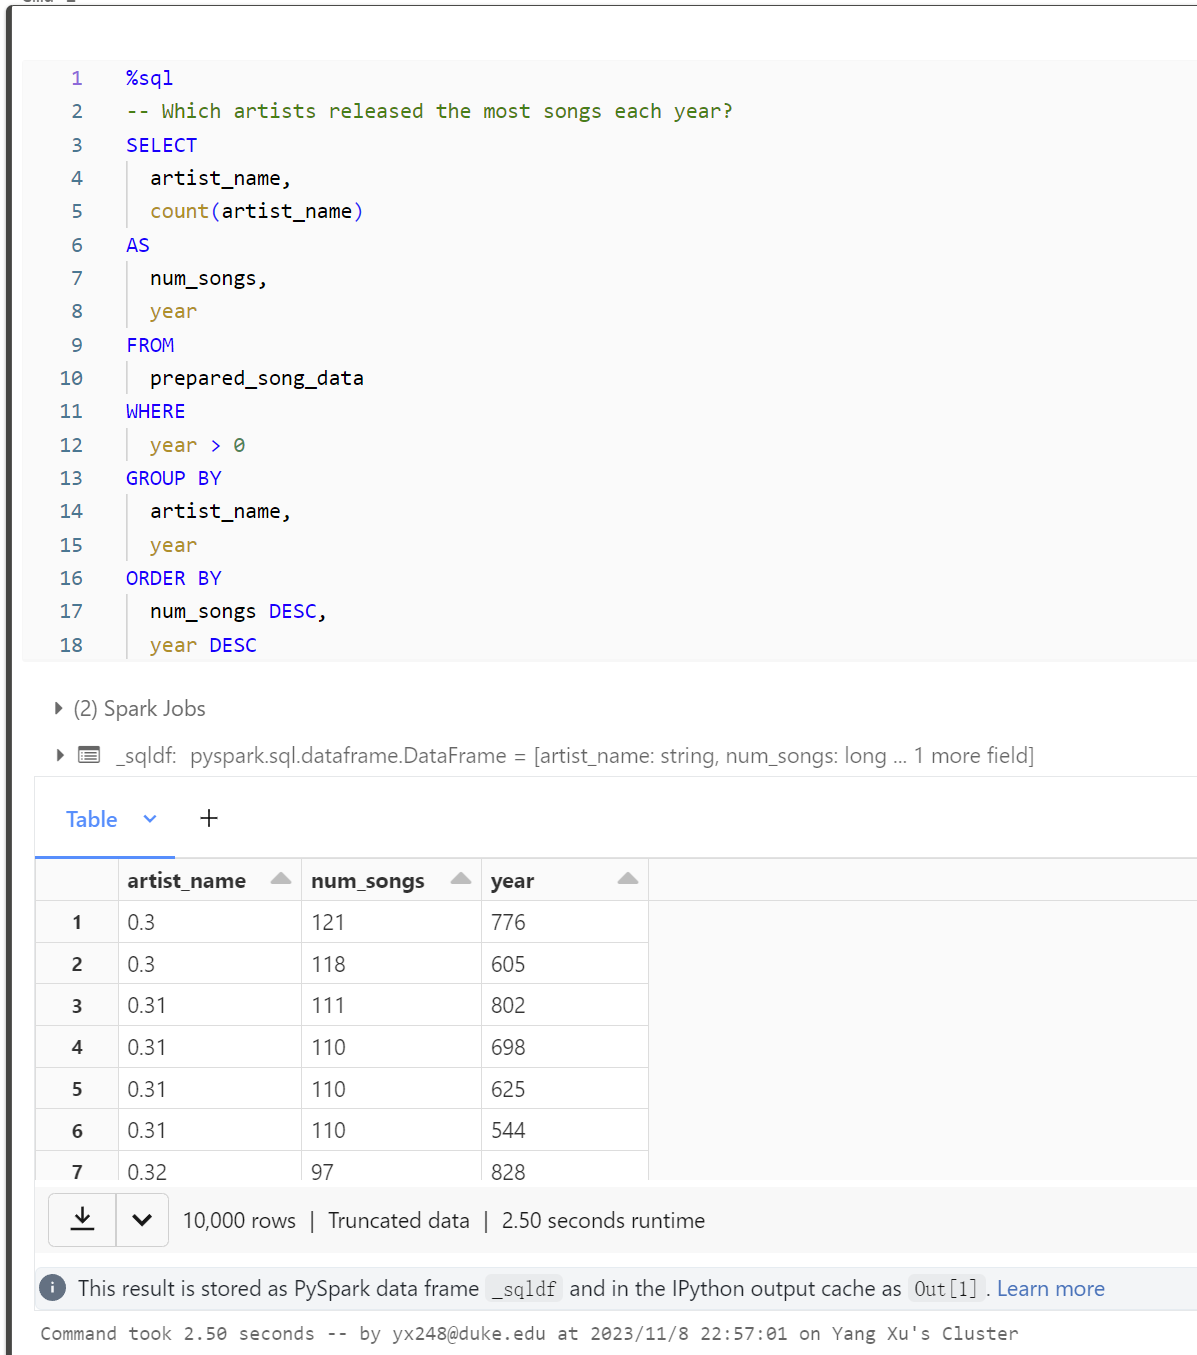 1 %sql
2 -- Which artists released the most songs each year?
3 SELECT
4 artist_name,
5 count(artist_name)
6 AS
7 num_songs,
8 year
9 FROM
10 prepared_song_data
11 WHERE
12 year > 0
13 GROUP BY
14 artist_name,
15 year
16 ORDER BY
17 num_songs DESC,
18 year DESC
(2) Spark Jobs
_sqldf: pyspark.sql.dataframe.DataFrame = [artist_name: string, num_songs: long ... 1 more field]
Table +
artist_name num_songs year
1 0.3 121 776
2 0.3 118 605
3 0.31 111 802
4 0.31 110 698
5 0.31 110 625
6 0.31 110 544
7 0.32 97 828
10,000 rows | Truncated data | 2.50 seconds runtime
This result is stored as PySpark data frame _sqldf and in the IPython output cache as Out[1]. Learn more
Command took 2.50 seconds -- by yx248@duke.edu at 2023/11/8 22:57:01 on Yang Xu's Cluster